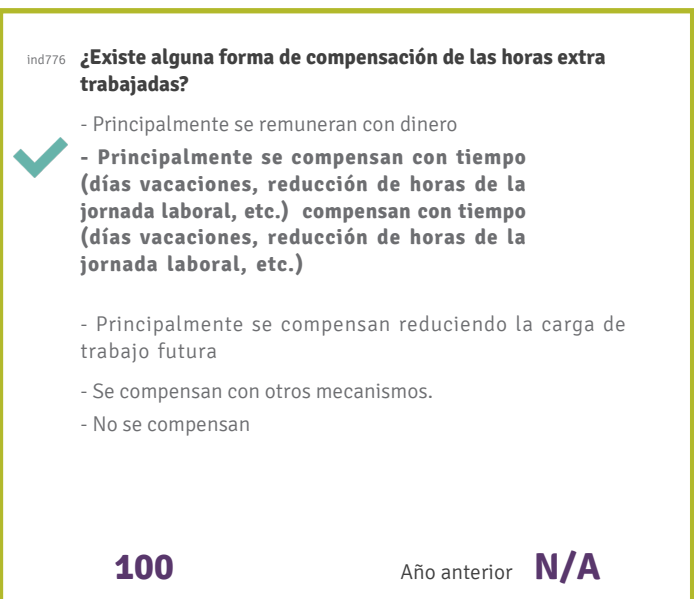 ind776 ¿Existe alguna forma de compensación de las horas extra
trabajadas?
- Principalmente se remuneran con dinero
- Principalmente se compensan con tiempo
(días vacaciones, reducción de horas de la
jornada laboral, etc.) compensan con tiempo
(días vacaciones, reducción de horas de la
jornada laboral, etc.)
- Principalmente se compensan reduciendo la carga de
trabajo futura
- Se compensan con otros mecanismos.
- No se compensan
100 Año anterior N/A